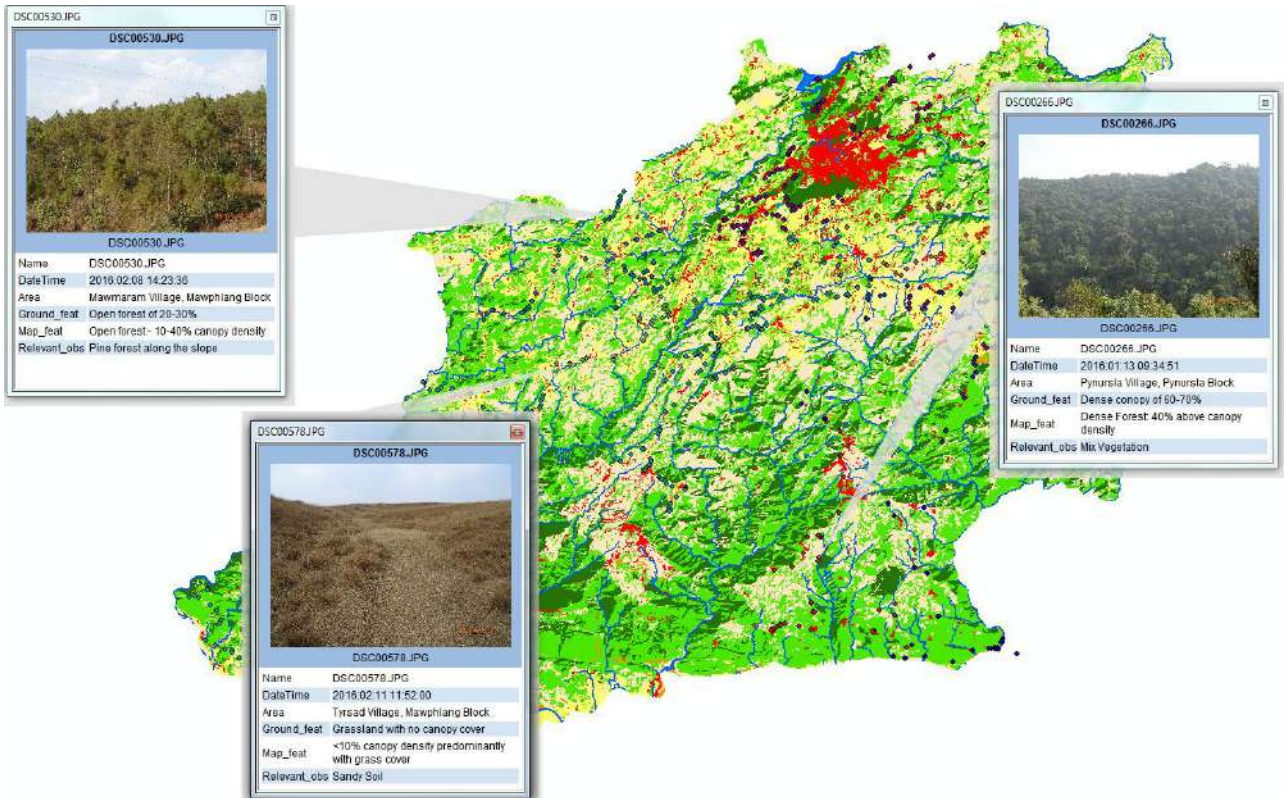 DSC00530.JPG
DSC00530.JPG
DSC00530.JPG
Name DSC00530.JPG
DateTime 2016:02:08 14:23:36
Area Mawmaram Village, Mawphlang Block
Ground_feat Open forest of 20-30%
Map_feat Open forest:- 10-40% canopy density
Relevant_obs Pine forest along the slope
DSC00266.JPG
DSC00266.JPG
DSC00266.JPG
Name DSC00266.JPG
DateTime 2016:01:13 09:34:51
Area Pynursla Village, Pynursla Block
Ground_feat Dense conopy of 60-70%
Map_feat Dense Forest: 40% above canopy
density
Relevant_obs Mix Vegetation
DSC00578.JPG
DSC00578.JPG
DSC00578.JPG
Name DSC00578.JPG
DateTime 2016:02:11 11:52:00
Area Tyrsad Village, Mawphlang Block
Ground_feat Grassland with no canopy cover
Map_feat <10% canopy density predominantly
with grass cover
Relevant_obs Sandy Soil